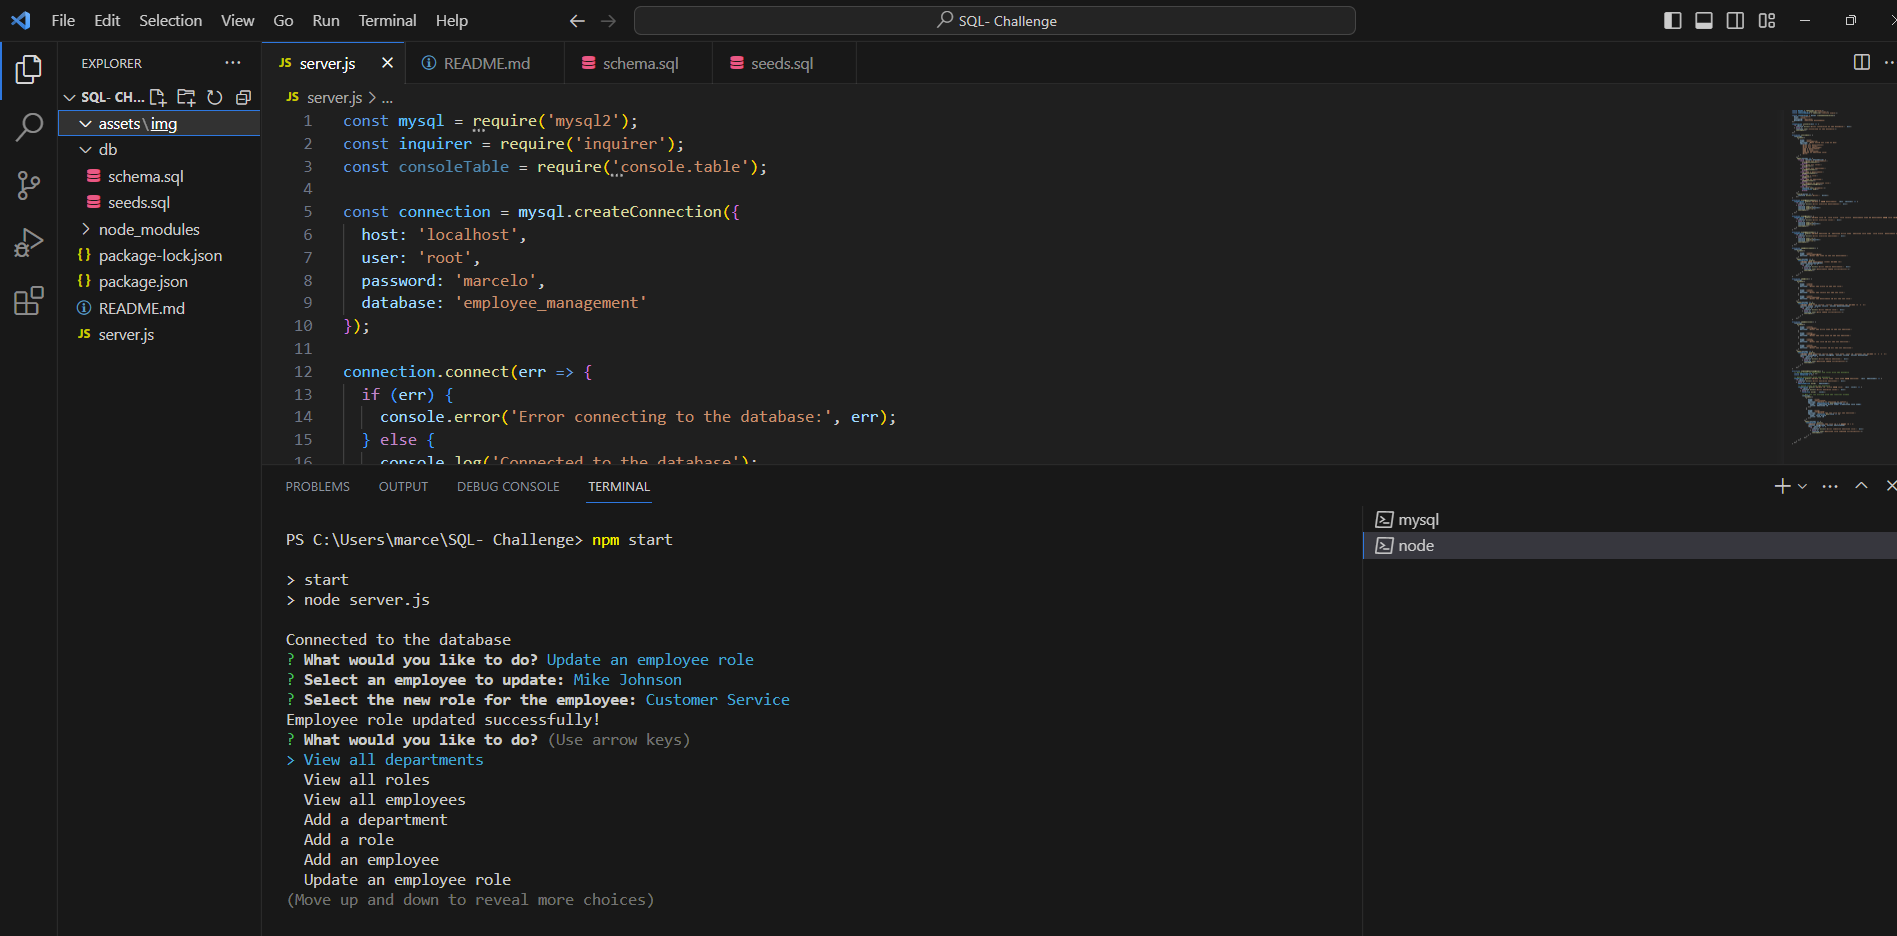 File Edit Selection View Go Run Terminal Help SQL- Challenge
EXPLORER ...
SQL- CH...
assets\img
db
schema.sql
seeds.sql
node_modules
{} package-lock.json
{} package.json
README.md
JS server.js
JS server.js README.md schema.sql seeds.sql
JS server.js > ...
1 const mysql = require('mysql2');
2 const inquirer = require('inquirer');
3 const consoleTable = require('console.table');
4
5 const connection = mysql.createConnection({
6 host: 'localhost',
7 user: 'root',
8 password: 'marcelo',
9 database: 'employee_management'
10 });
11
12 connection.connect(err => {
13 if (err) {
14 console.error('Error connecting to the database:', err);
15 } else {
16 console.log('Connected to the database');
PROBLEMS OUTPUT DEBUG CONSOLE TERMINAL
PS C:\Users\marce\SQL- Challenge> npm start
> start
> node server.js
Connected to the database
? What would you like to do? Update an employee role
? Select an employee to update: Mike Johnson
? Select the new role for the employee: Customer Service
Employee role updated successfully!
? What would you like to do? (Use arrow keys)
> View all departments
View all roles
View all employees
Add a department
Add a role
Add an employee
Update an employee role
(Move up and down to reveal more choices)
mysql
node